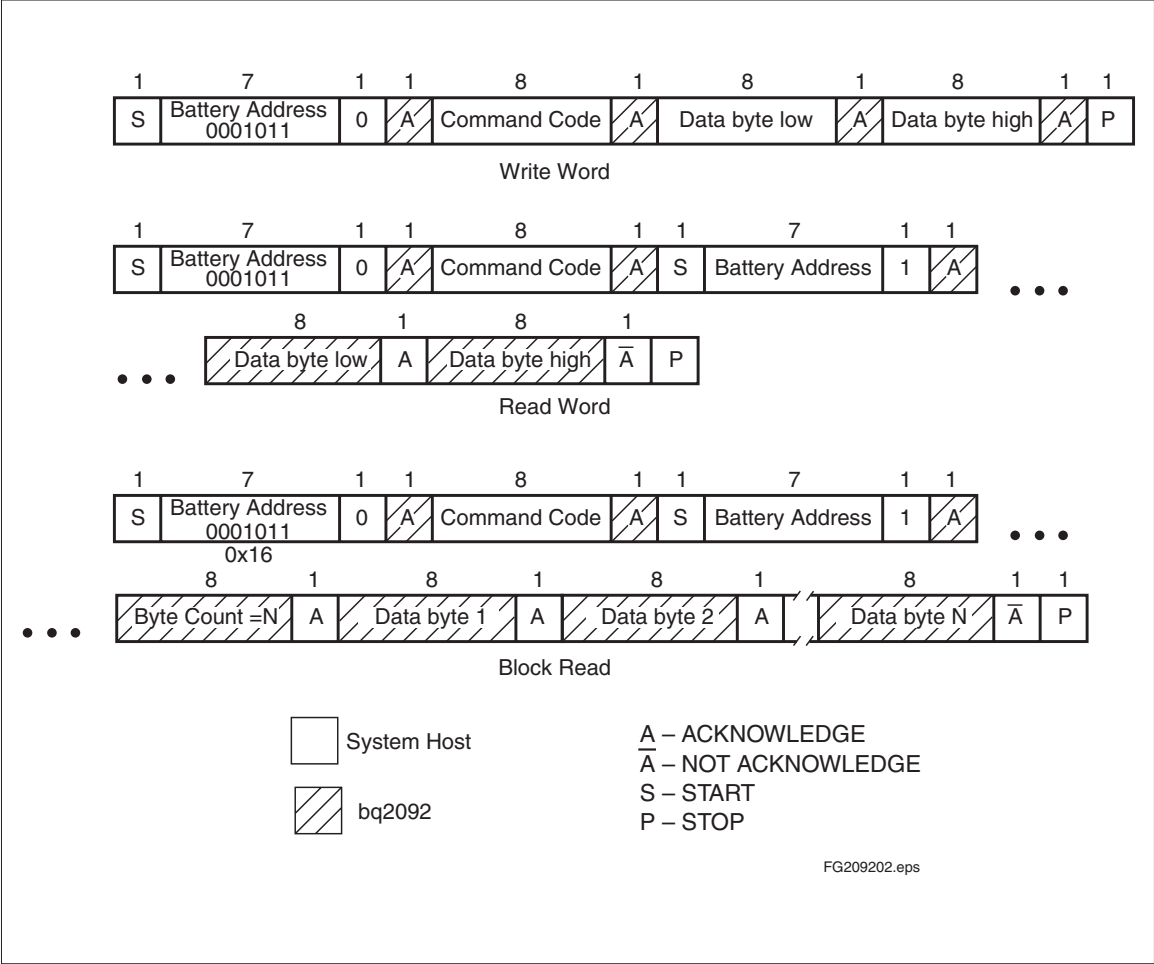 1 7 1 1 8 1 8 1 8 1 1
S Battery Address 0001011 0 A Command Code A Data byte low A Data byte high A P
Write Word
1 7 1 1 8 1 1 7 1 1
S Battery Address 0001011 0 A Command Code A S Battery Address 1 A • • •
8 1 8 1
• • • Data byte low A Data byte high A̅ P
Read Word
1 7 1 1 8 1 1 7 1 1
S Battery Address 0001011 0 A Command Code A S Battery Address 1 A • • •
0x16
8 1 8 1 8 1 8 1 1
• • • Byte Count =N A Data byte 1 A Data byte 2 A Data byte N A̅ P
Block Read
System Host
bq2092
A – ACKNOWLEDGE
A̅ – NOT ACKNOWLEDGE
S – START
P – STOP
FG209202.eps